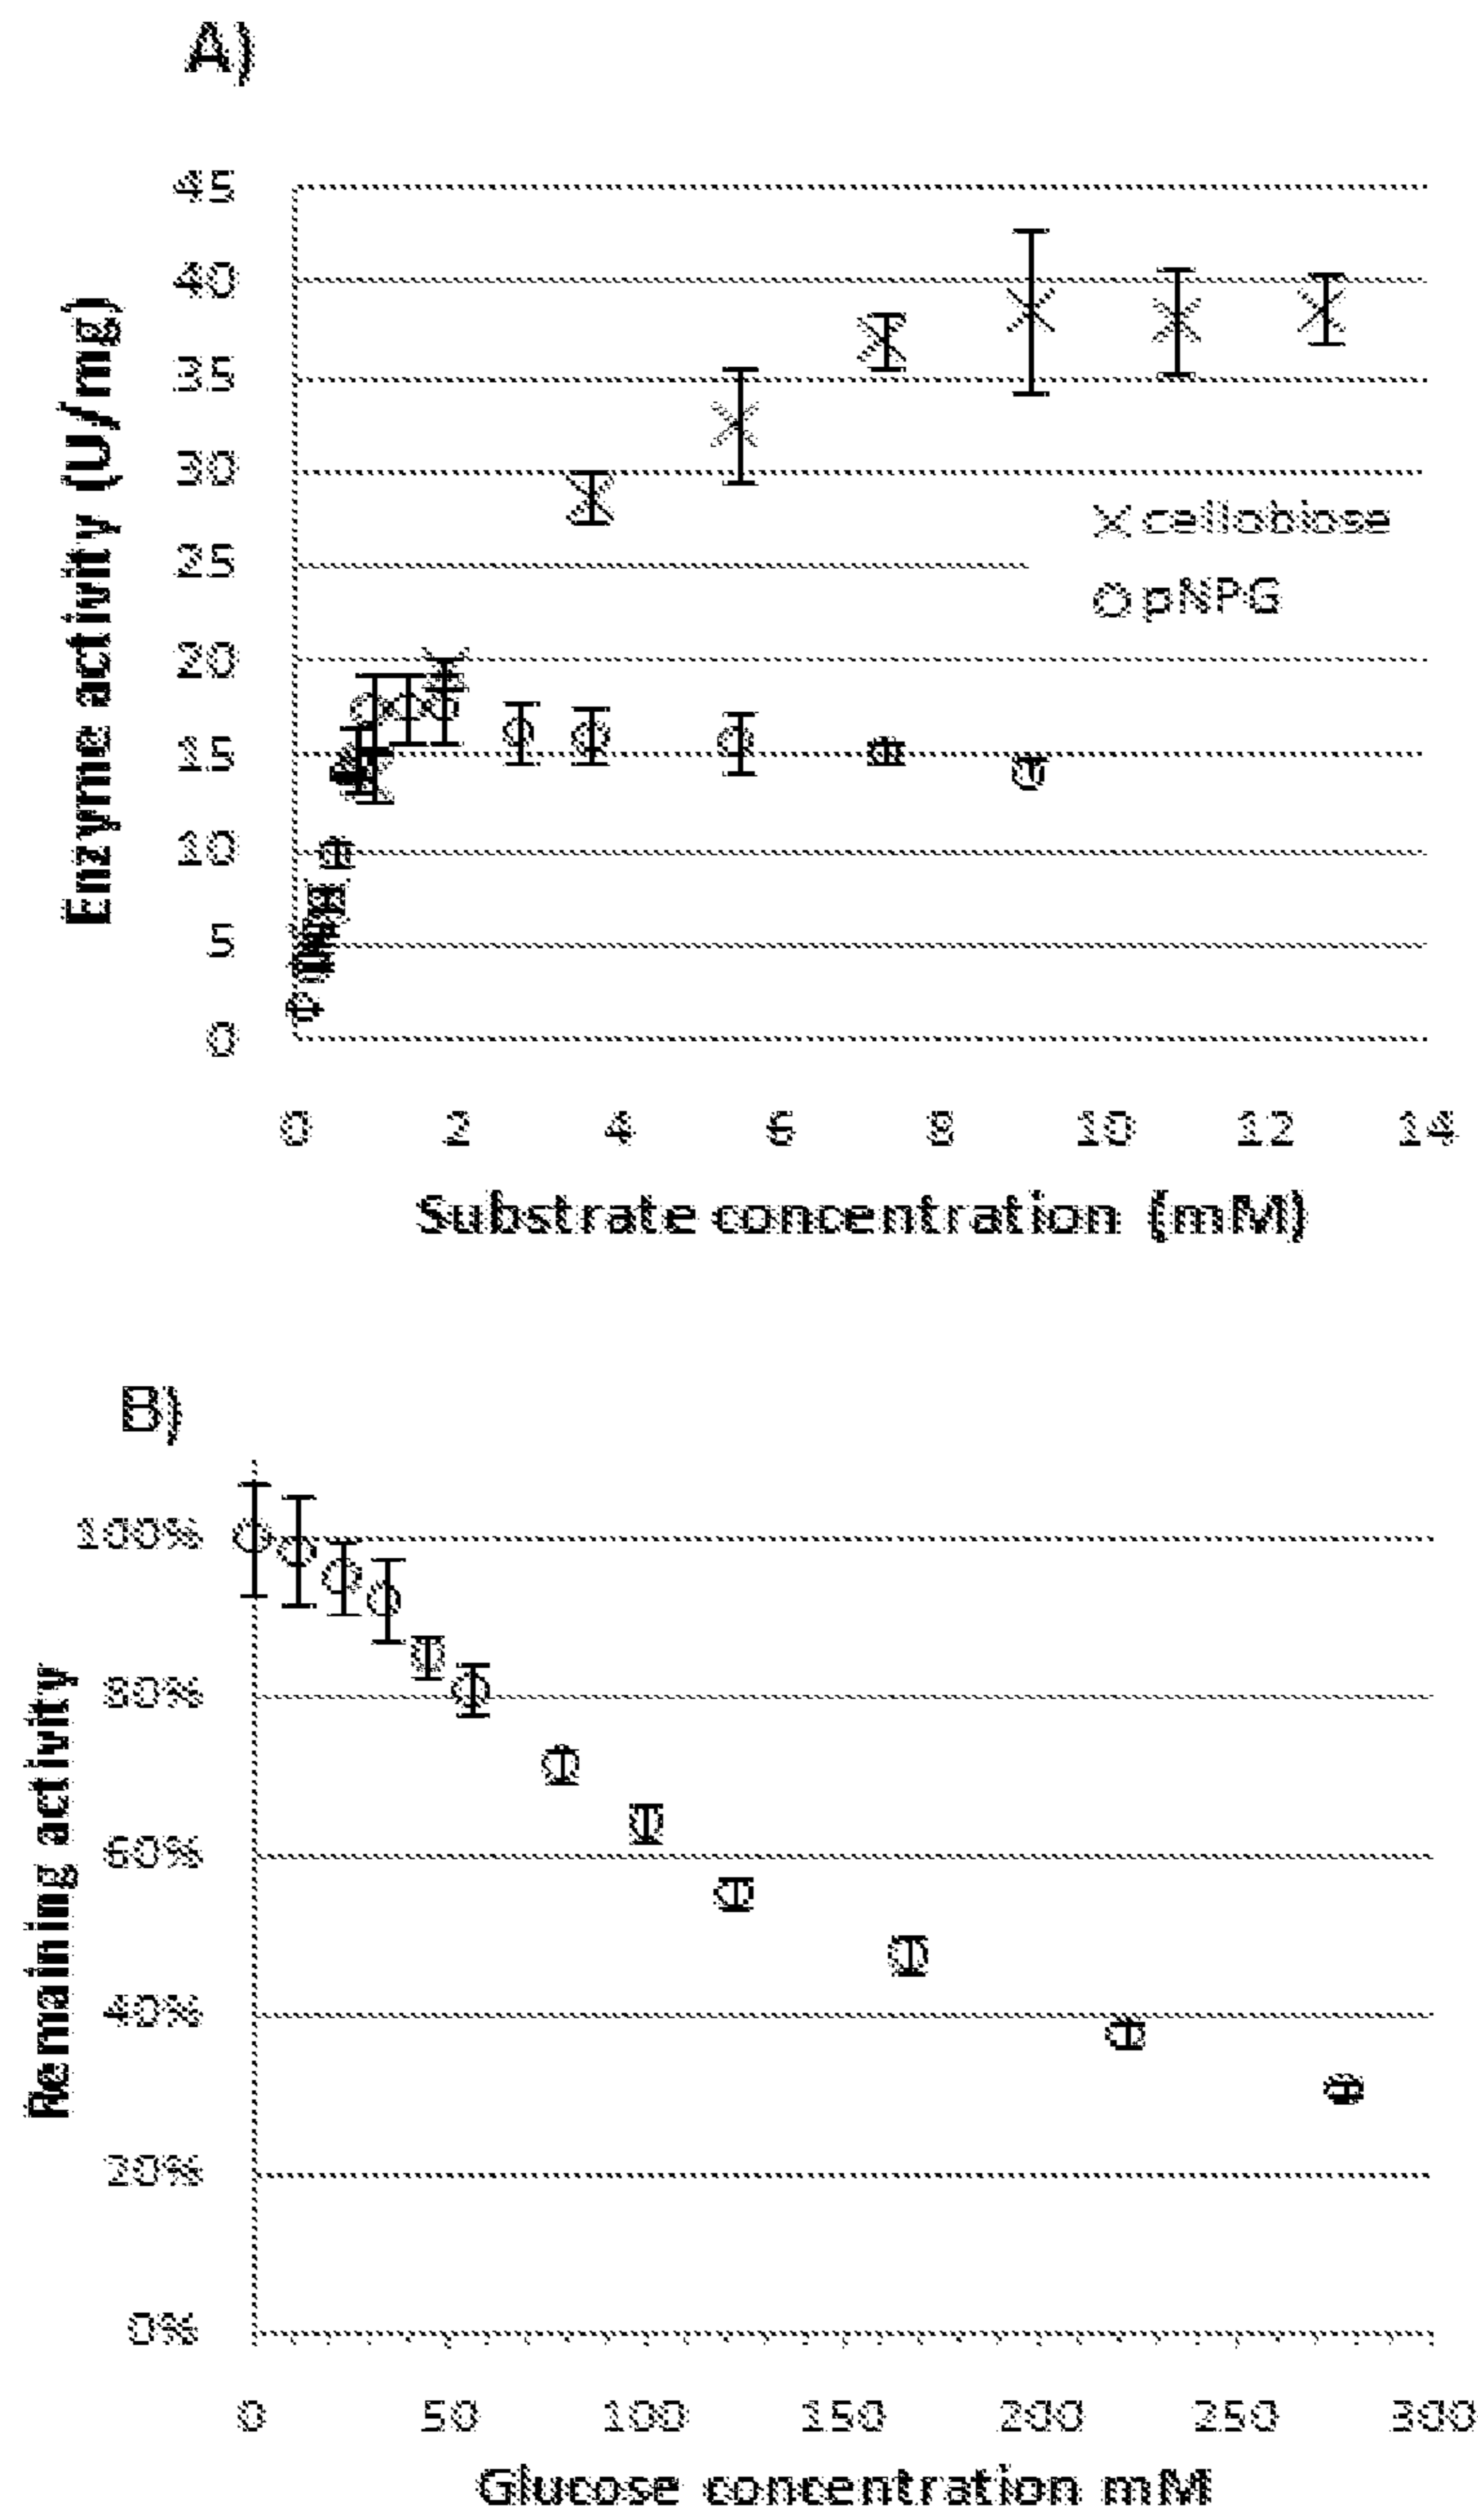 A)
45
40
35
30
25
20
15
10
5
0
Enzyme activity (U/mg)
cellobiose
pNPG
0 2 4 6 8 10 12 14
Substrate concentration (mM)
B)
100%
80%
60%
40%
20%
0%
Remaining activity
0 50 100 150 200 250 300
Glucose concentration mM